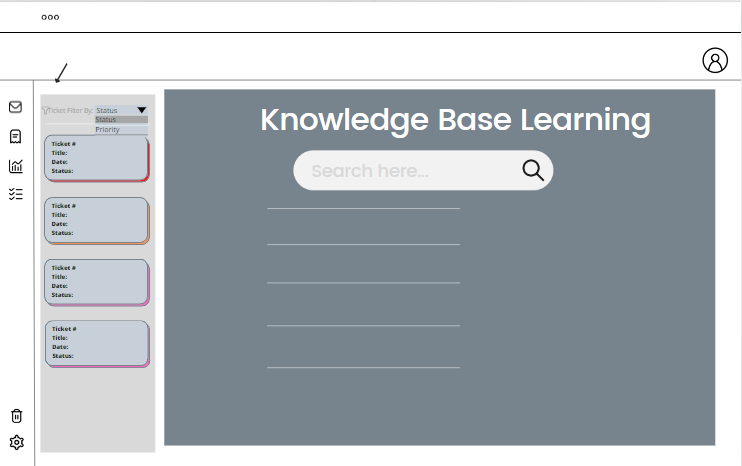 Ticket Filter By: Status
Status
Priority
Ticket #
Title:
Date:
Status:
Ticket #
Title:
Date:
Status:
Ticket #
Title:
Date:
Status:
Ticket #
Title:
Date:
Status:
Knowledge Base Learning
Search here...